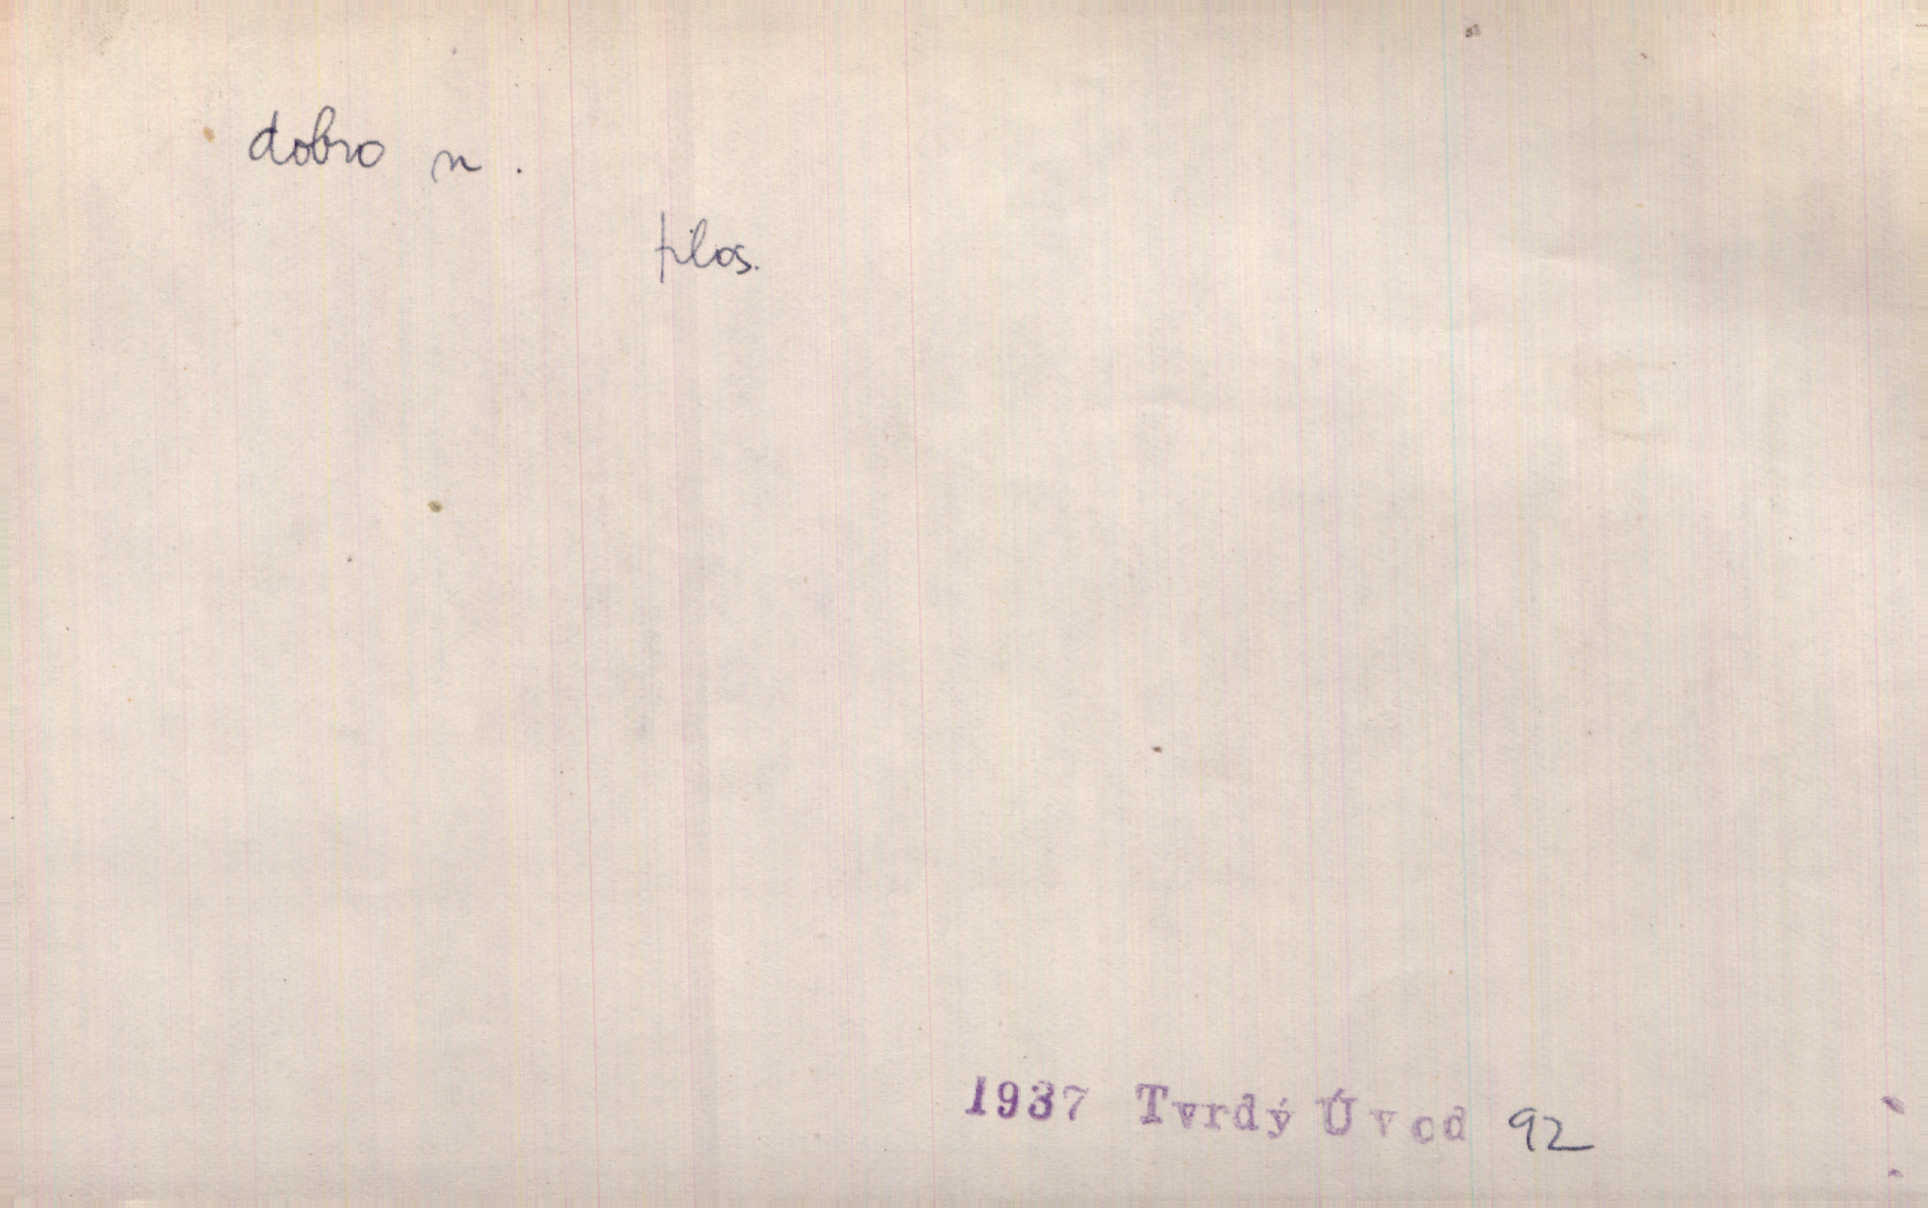 dobro n.
filos.
1937 Tvrdý Úvod 92